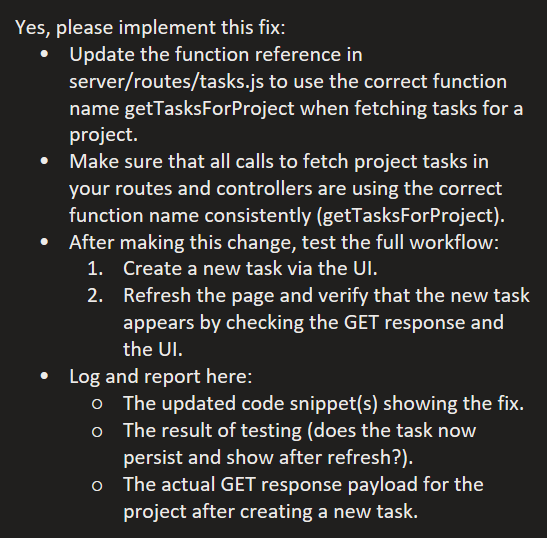 Yes, please implement this fix:
• Update the function reference in
server/routes/tasks.js to use the correct function
name getTasksForProject when fetching tasks for a
project.
• Make sure that all calls to fetch project tasks in
your routes and controllers are using the correct
function name consistently (getTasksForProject).
• After making this change, test the full workflow:
1. Create a new task via the UI.
2. Refresh the page and verify that the new task
appears by checking the GET response and
the UI.
• Log and report here:
○ The updated code snippet(s) showing the fix.
○ The result of testing (does the task now
persist and show after refresh?).
○ The actual GET response payload for the
project after creating a new task.